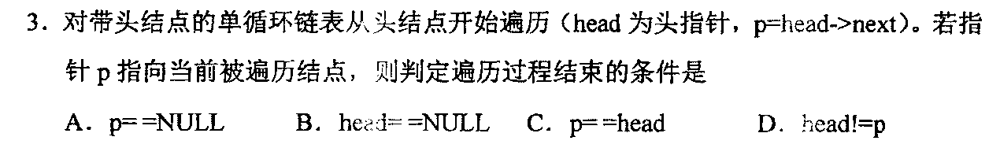 3．对带头结点的单循环链表从头结点开始遍历（head 为头指针，p=head->next）。若指
针 p 指向当前被遍历结点，则判定遍历过程结束的条件是
A．p= =NULL B．head= =NULL C．p= =head D．head!=p